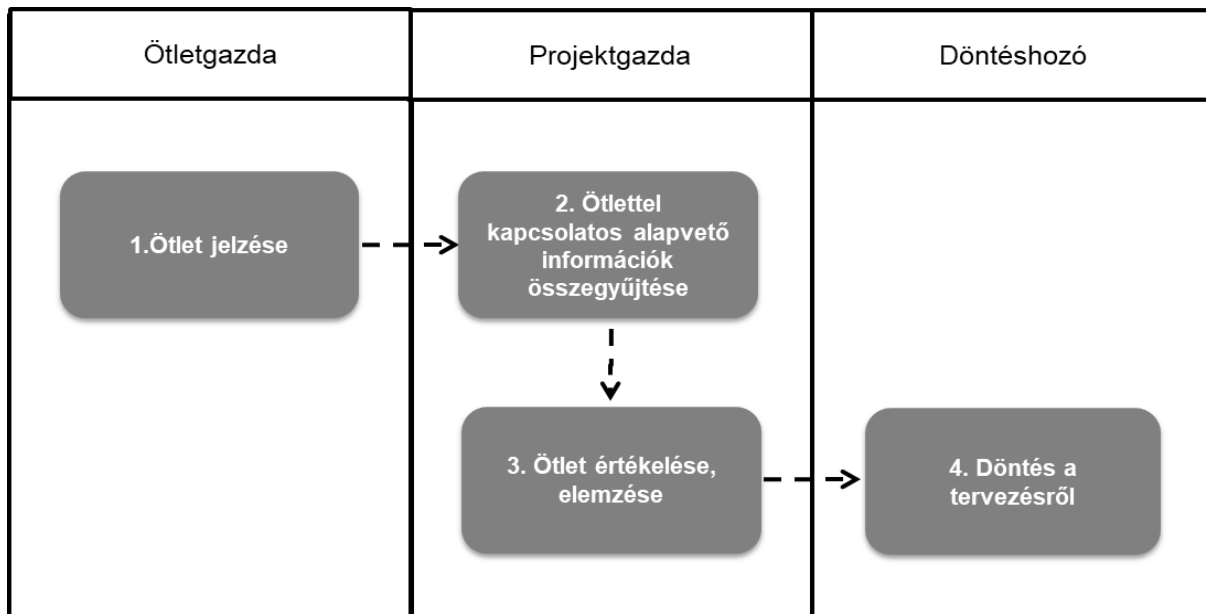 Ötletgazda
Projektgazda
Döntéshozó
1.Ötlet jelzése
2. Ötlettel
kapcsolatos alapvető
információk
összegyűjtése
3. Ötlet értékelése,
elemzése
4. Döntés a
tervezésről